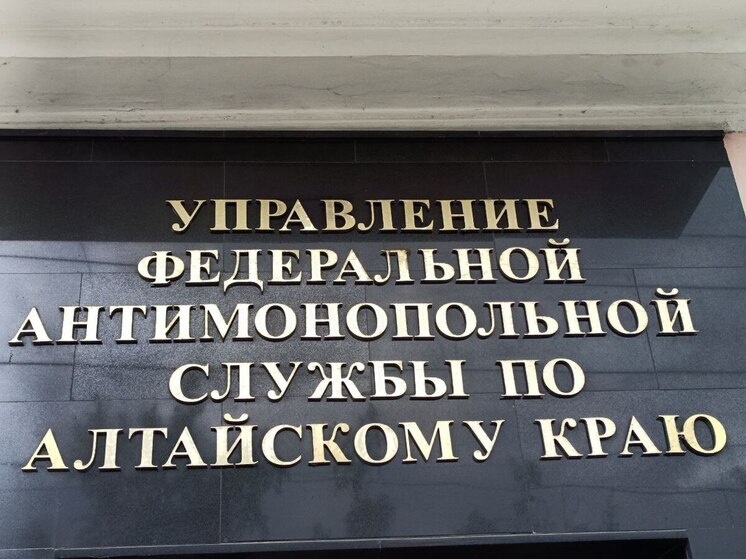 УПРАВЛЕНИЕ
ФЕДЕРАЛЬНОЙ
АНТИМОНОПОЛЬНОЙ
СЛУЖБЫ ПО
АЛТАЙСКОМУ КРАЮ